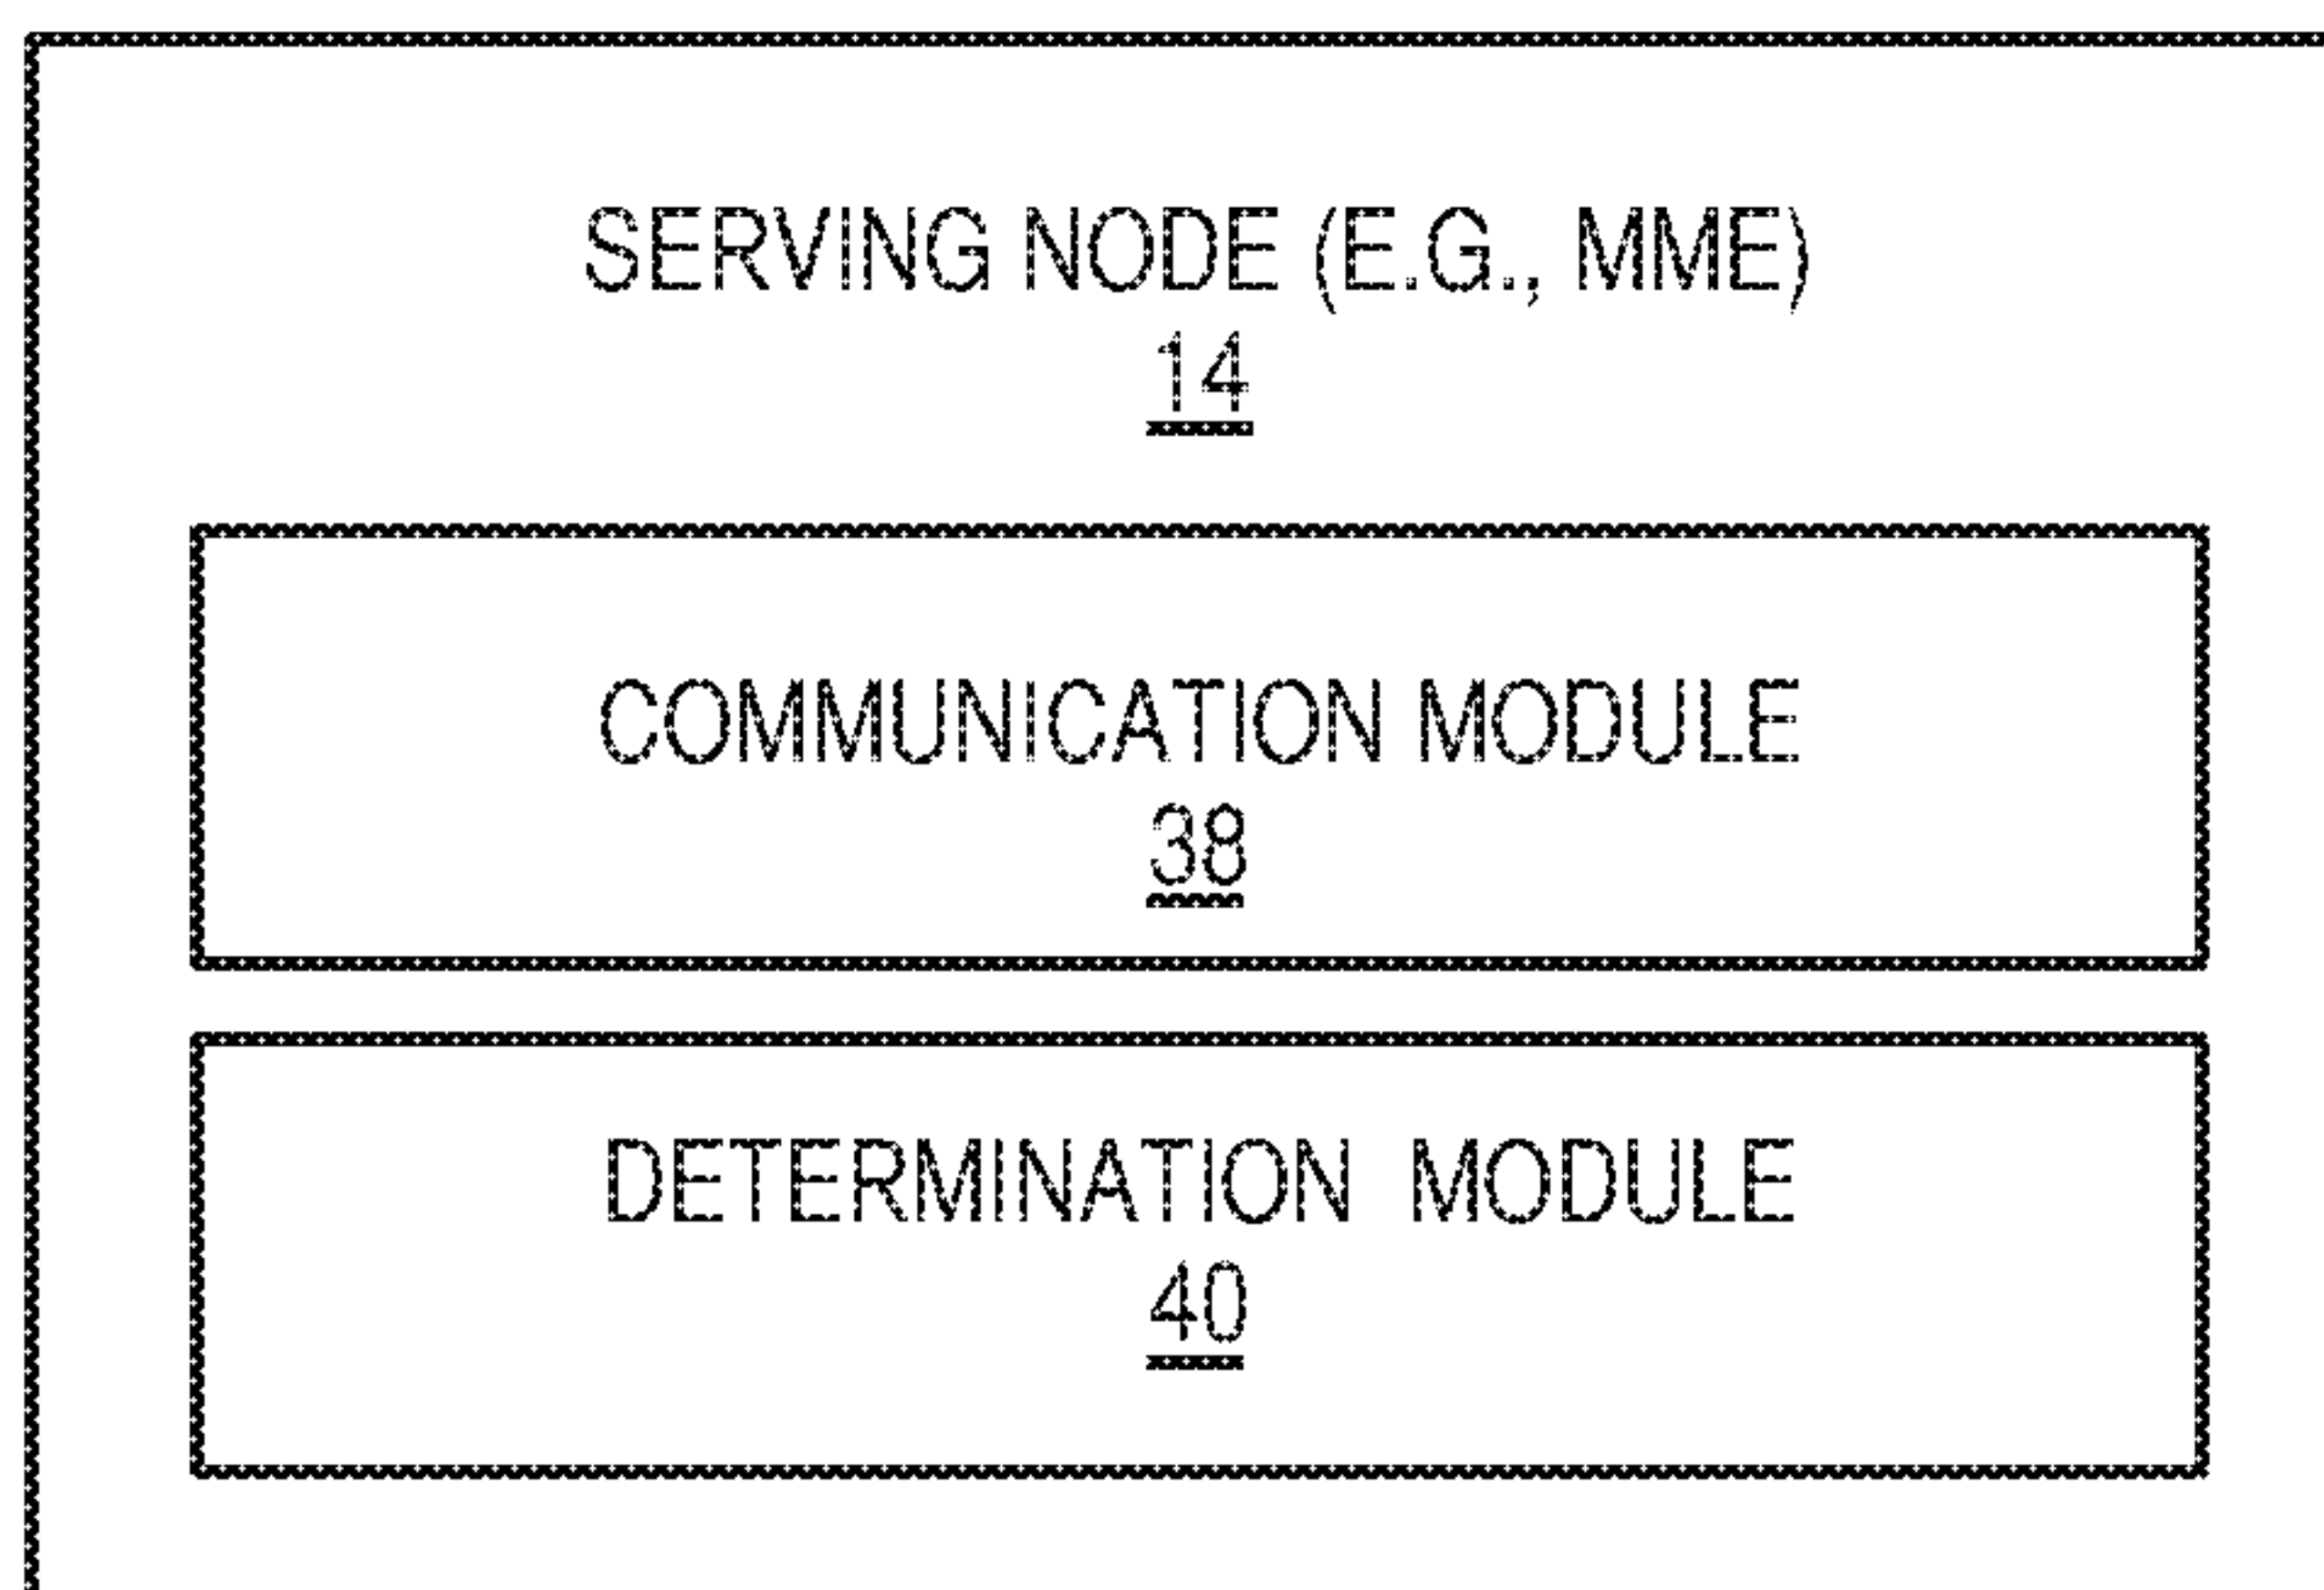 SERVING NODE (E.G., MME)
14
COMMUNICATION MODULE
38
DETERMINATION MODULE
40